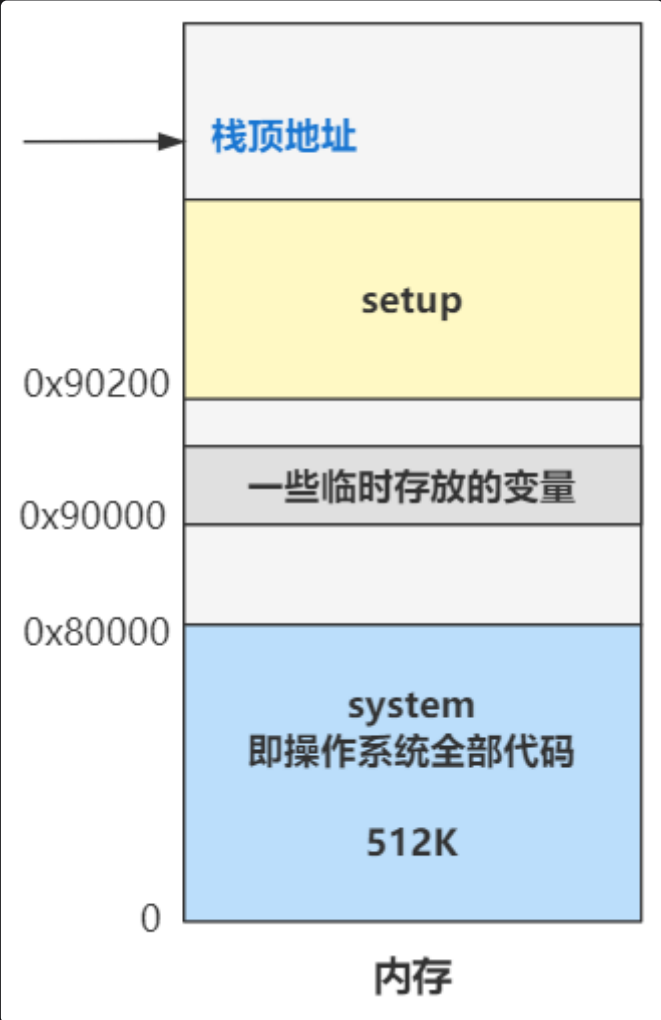 栈顶地址
setup
0x90200
一些临时存放的变量
0x90000
0x80000
system
即操作系统全部代码
512K
0
内存